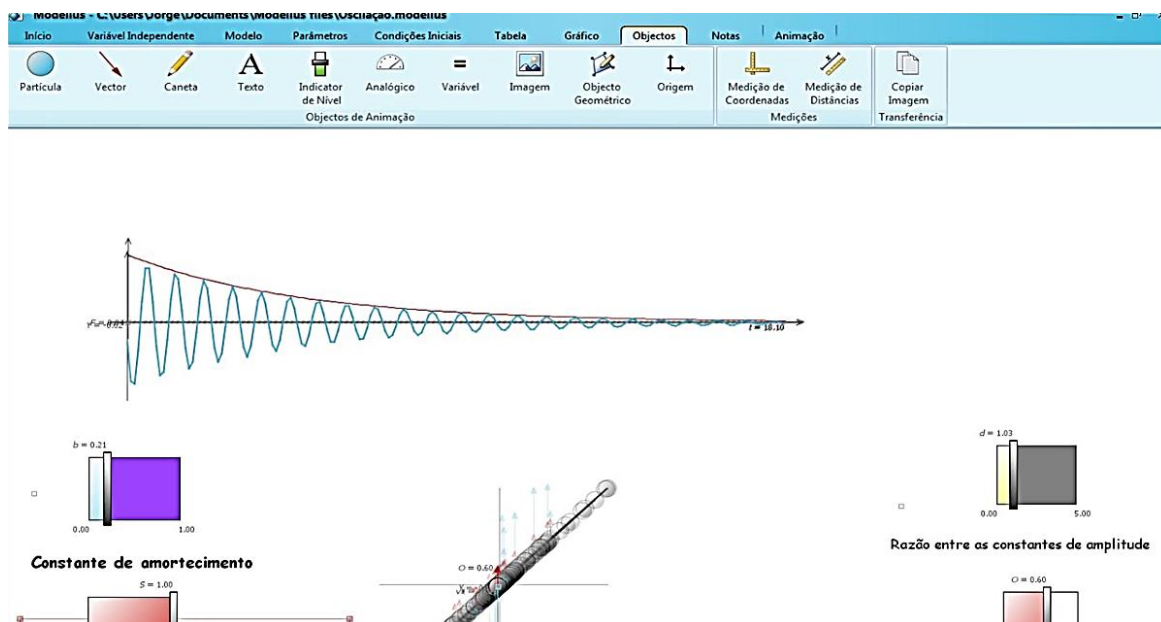 Modellus - C:\Users\Jorge\Documents\Modellus files\Oscilação.modellus
Início Variável Independente Modelo Parâmetros Condições Iniciais Tabela Gráfico Objectos Notas Animação
Partícula Vector Caneta Texto Indicator Analógico Variável Imagem Objecto Origem Medição de Medição de Copiar
de Nível Geométrico Coordenadas Distâncias Imagem
Objectos de Animação Medições Transferência
t = 18.10
b = 0.21
d = 1.03
0.00 1.00
0.00 5.00
Razão entre as constantes de amplitude
Constante de amortecimento
O = 0.60
S = 1.00
O = 0.60